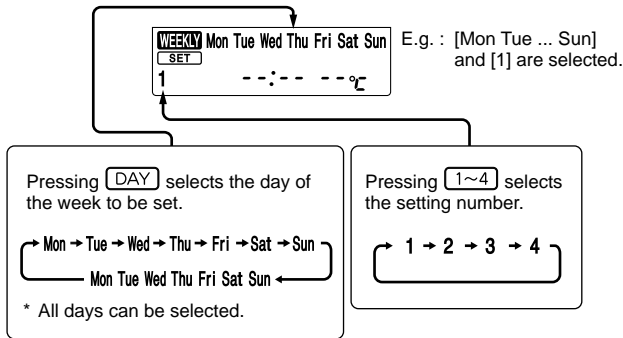 WEEKLY Mon Tue Wed Thu Fri Sat Sun
SET
1 --:-- --°C
E.g. : [Mon Tue ... Sun]
and [1] are selected.
Pressing DAY selects the day of
the week to be set.
Mon → Tue → Wed → Thu → Fri → Sat → Sun
Mon Tue Wed Thu Fri Sat Sun
* All days can be selected.
Pressing 1~4 selects
the setting number.
1 → 2 → 3 → 4